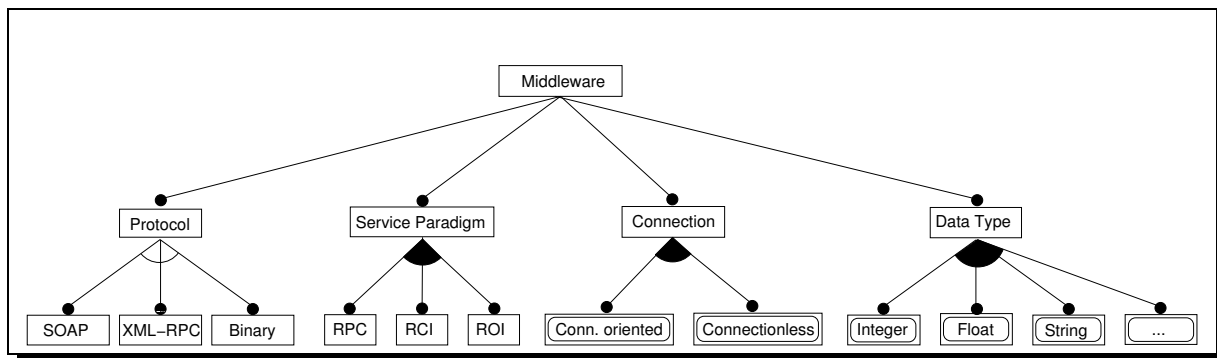 Middleware
Protocol Service Paradigm Connection Data Type
SOAP XML−RPC Binary RPC RCI ROI Conn. oriented Connectionless Integer Float String ...